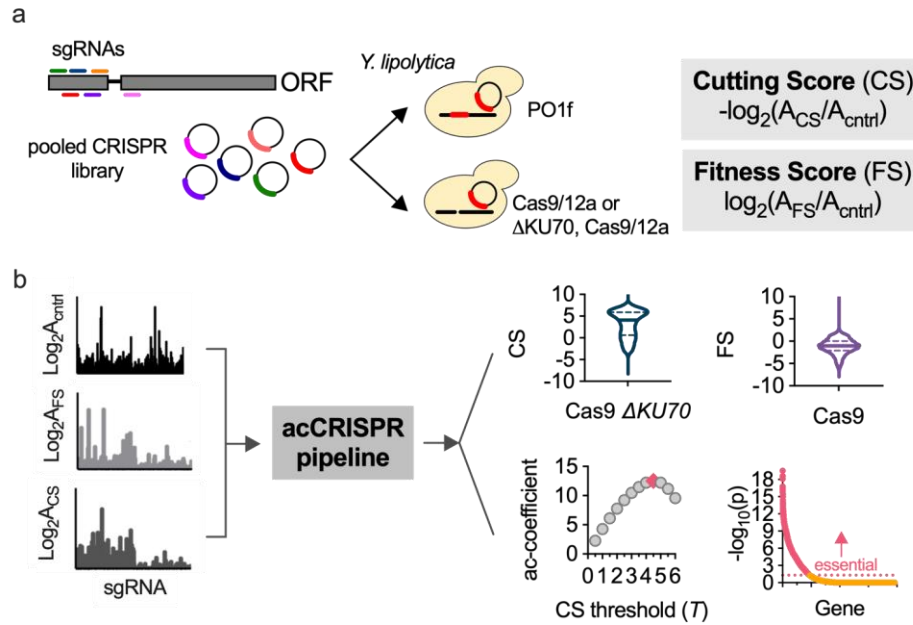 a
sgRNAs
ORF
pooled CRISPR
library
Y. lipolytica
PO1f
Cas9/12a or
ΔKU70, Cas9/12a
Cutting Score (CS)
-log2(ACS/Acntrl)
Fitness Score (FS)
log2(AFS/Acntrl)
b
Log2Acntrl
Log2AFS
Log2ACS
sgRNA
acCRISPR
pipeline
CS
10
5
0
-5
-10
Cas9 ΔKU70
FS
10
5
0
-5
-10
Cas9
ac-coefficient
15
10
5
0
0 1 2 3 4 5 6
CS threshold (T)
-log10(p)
18
15
12
9
6
3
0
essential
Gene